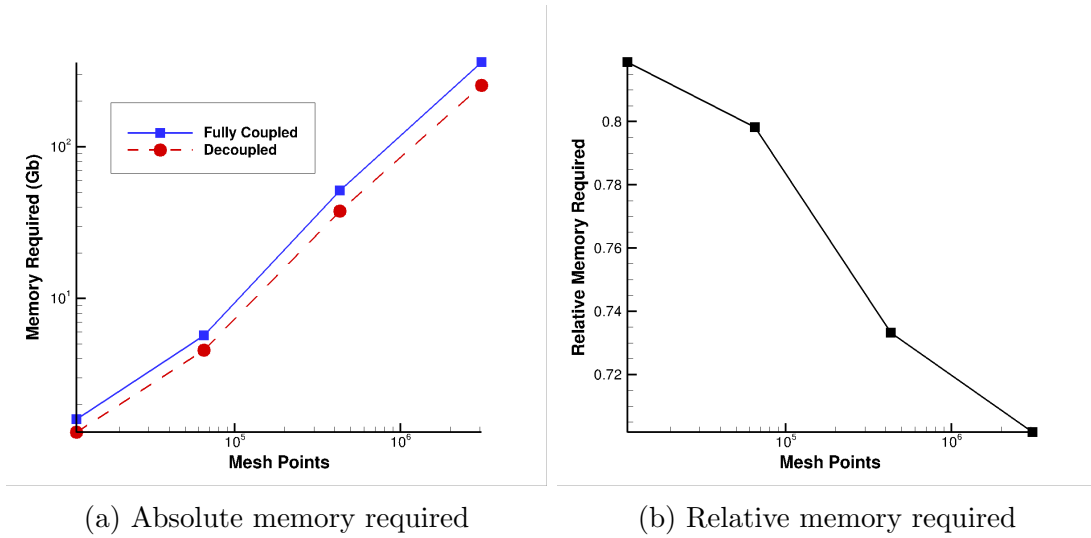 Memory Required (Gb)
10²
10¹
Fully Coupled
Decoupled
10⁵
10⁶
Mesh Points
(a) Absolute memory required
Relative Memory Required
0.8
0.78
0.76
0.74
0.72
10⁵
10⁶
Mesh Points
(b) Relative memory required